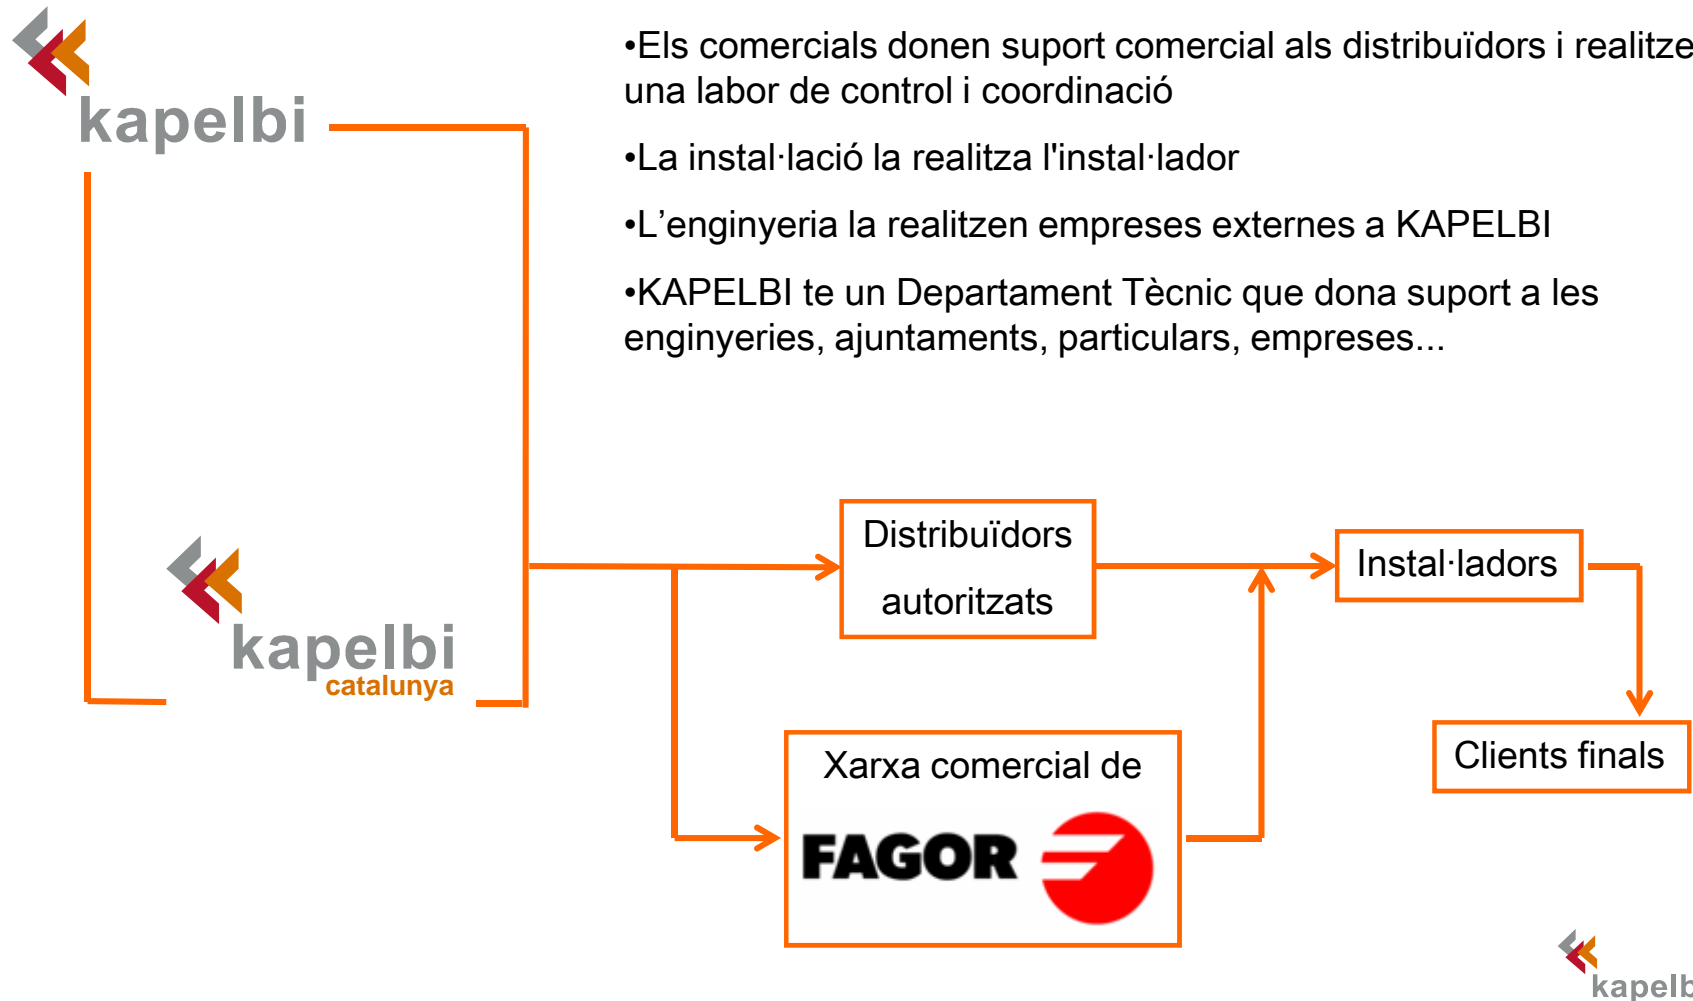 kapelbi
•Els comercials donen suport comercial als distribuïdors i realitze
una labor de control i coordinació
•La instal·lació la realitza l'instal·lador
•L’enginyeria la realitzen empreses externes a KAPELBI
•KAPELBI te un Departament Tècnic que dona suport a les
enginyeries, ajuntaments, particulars, empreses...
kapelbi
catalunya
Distribuïdors
autoritzats
Instal·ladors
Xarxa comercial de
FAGOR
Clients finals
kapelb